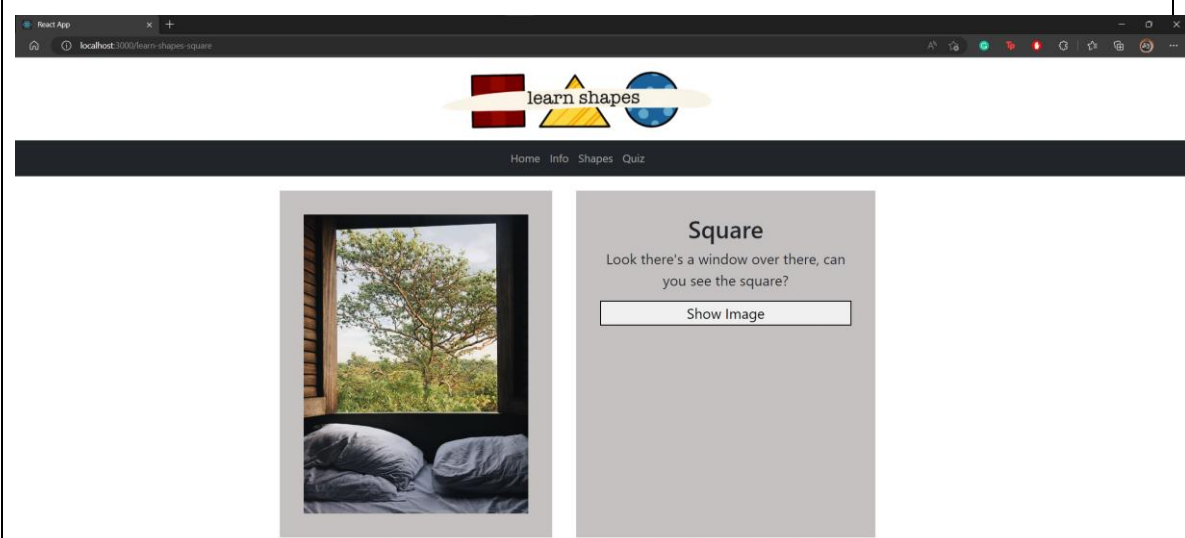 React App
localhost:3000/learn-shapes-square
learn shapes
Home Info Shapes Quiz
Square
Look there's a window over there, can
you see the square?
Show Image